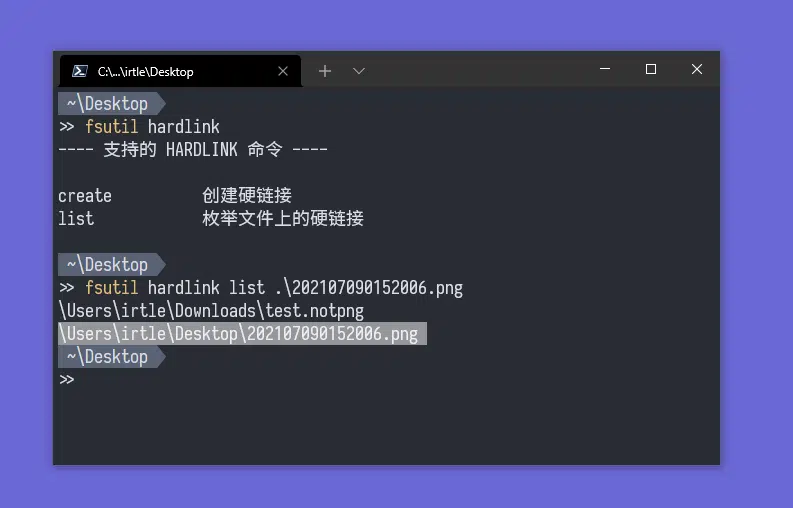 C:\...\irtle\Desktop
~\Desktop
>> fsutil hardlink
---- 支持的 HARDLINK 命令 ----
create 创建硬链接
list 枚举文件上的硬链接
~\Desktop
>> fsutil hardlink list .\202107090152006.png
\Users\irtle\Downloads\test.notpng
\Users\irtle\Desktop\202107090152006.png
~\Desktop
>>